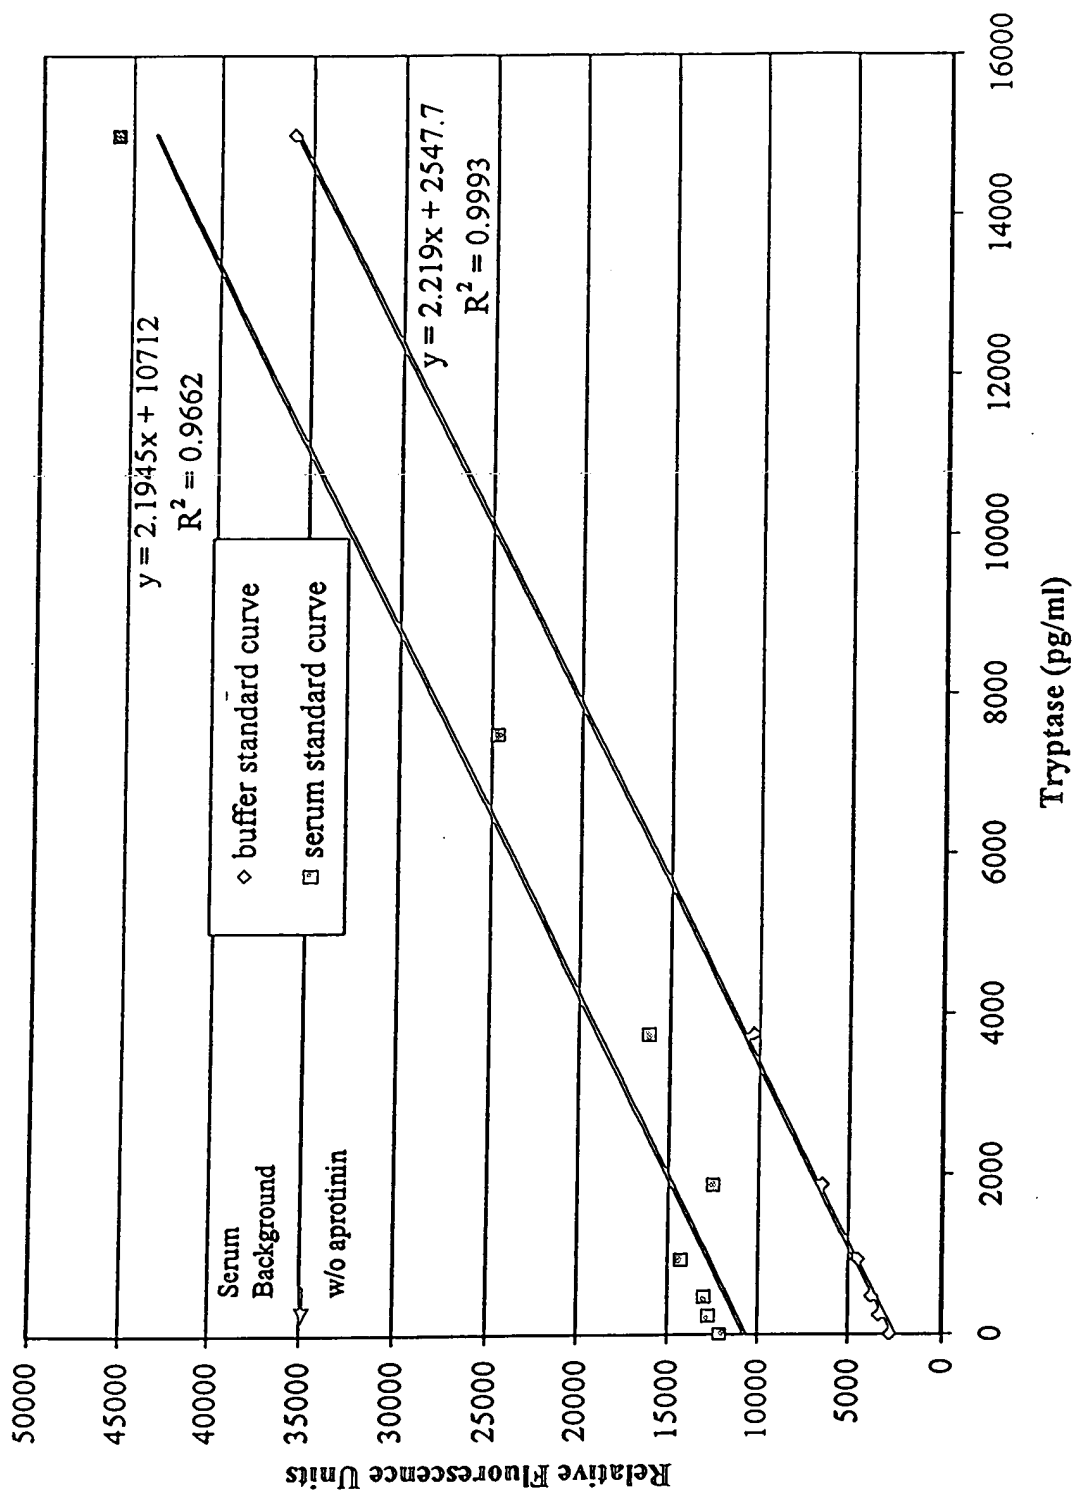 50000
45000
40000
35000
30000
25000
20000
15000
10000
5000
0
Relative Fluorescence Units
Serum
Background
w/o aprotinin
buffer standard curve
serum standard curve
y = 2.1945x + 10712
R² = 0.9662
y = 2.219x + 2547.7
R² = 0.9993
0
2000
4000
6000
8000
10000
12000
14000
16000
Tryptase (pg/ml)